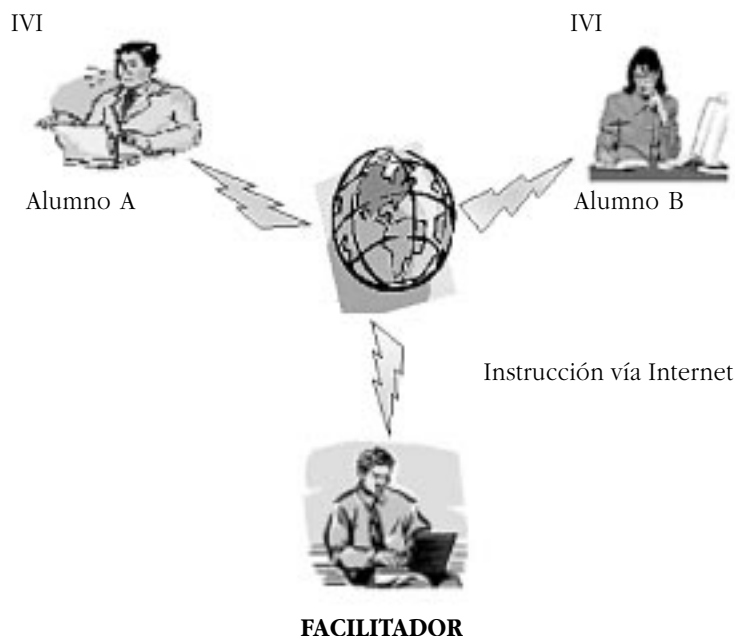 IVI
IVI
Alumno A
Alumno B
Instrucción vía Internet
FACILITADOR